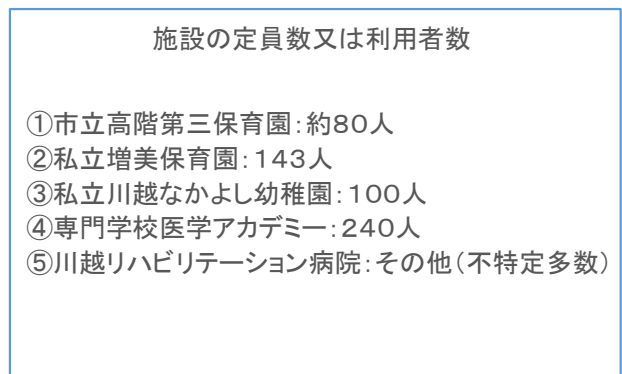 施設の定員数又は利用者数
①市立高階第三保育園：約８０人
②私立増美保育園：１４３人
③私立川越なかよし幼稚園：１００人
④専門学校医学アカデミー：２４０人
⑤川越リハビリテーション病院：その他（不特定多数）